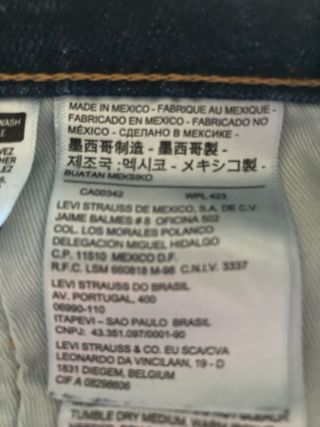 WASH
MADE IN MEXICO - FABRIQUE AU MEXIQUE -
FABRICADO EN MEXICO - FABRICADO NO
MÉXICO - СДЕЛАНО В МЕКСИКЕ -
墨西哥制造 - 墨西哥製 -
제조국 :멕시코 - メキシコ製 -
BUATAN MEKSIKO
CA00342 WPL 423
LEVI STRAUSS DE MEXICO, S.A. DE C.V.
JAIME BALMES # 8 OFICINA 502
COL. LOS MORALES POLANCO
DELEGACION MIGUEL HIDALGO
C.P. 11510 MEXICO D.F.
R.F.C. LSM 660818 M-98 C.N.I.V. 3337
LEVI STRAUSS DO BRASIL
AV. PORTUGAL, 400
06990-110
ITAPEVI – SAO PAULO BRASIL
CNPJ: 43.351.097/0001-90
LEVI STRAUSS & CO. EU SCA/CVA
LEONARDO DA VINCILAAN, 19 - D
1831 DIEGEM, BELGIUM
CIF A 08298606
TUMBLE DRY MEDIUM, WARM